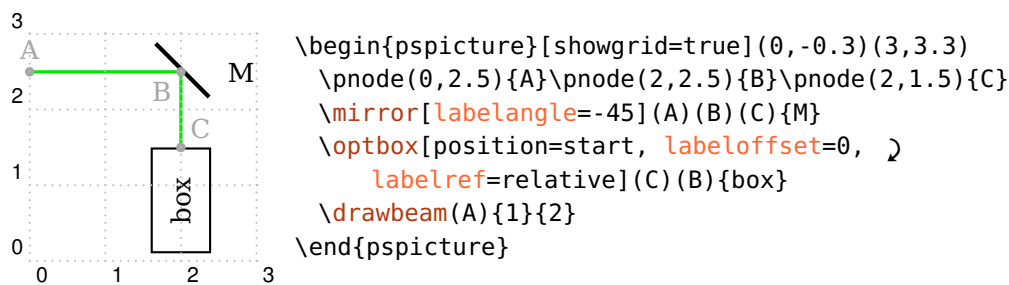 3
A
M
2
B
C
1
box
0
0 1 2 3
\begin{pspicture}[showgrid=true](0,-0.3)(3,3.3)
\pnode(0,2.5){A}\pnode(2,2.5){B}\pnode(2,1.5){C}
\mirror[labelangle=-45](A)(B)(C){M}
\optbox[position=start, labeloffset=0,
labelref=relative](C)(B){box}
\drawbeam(A){1}{2}
\end{pspicture}